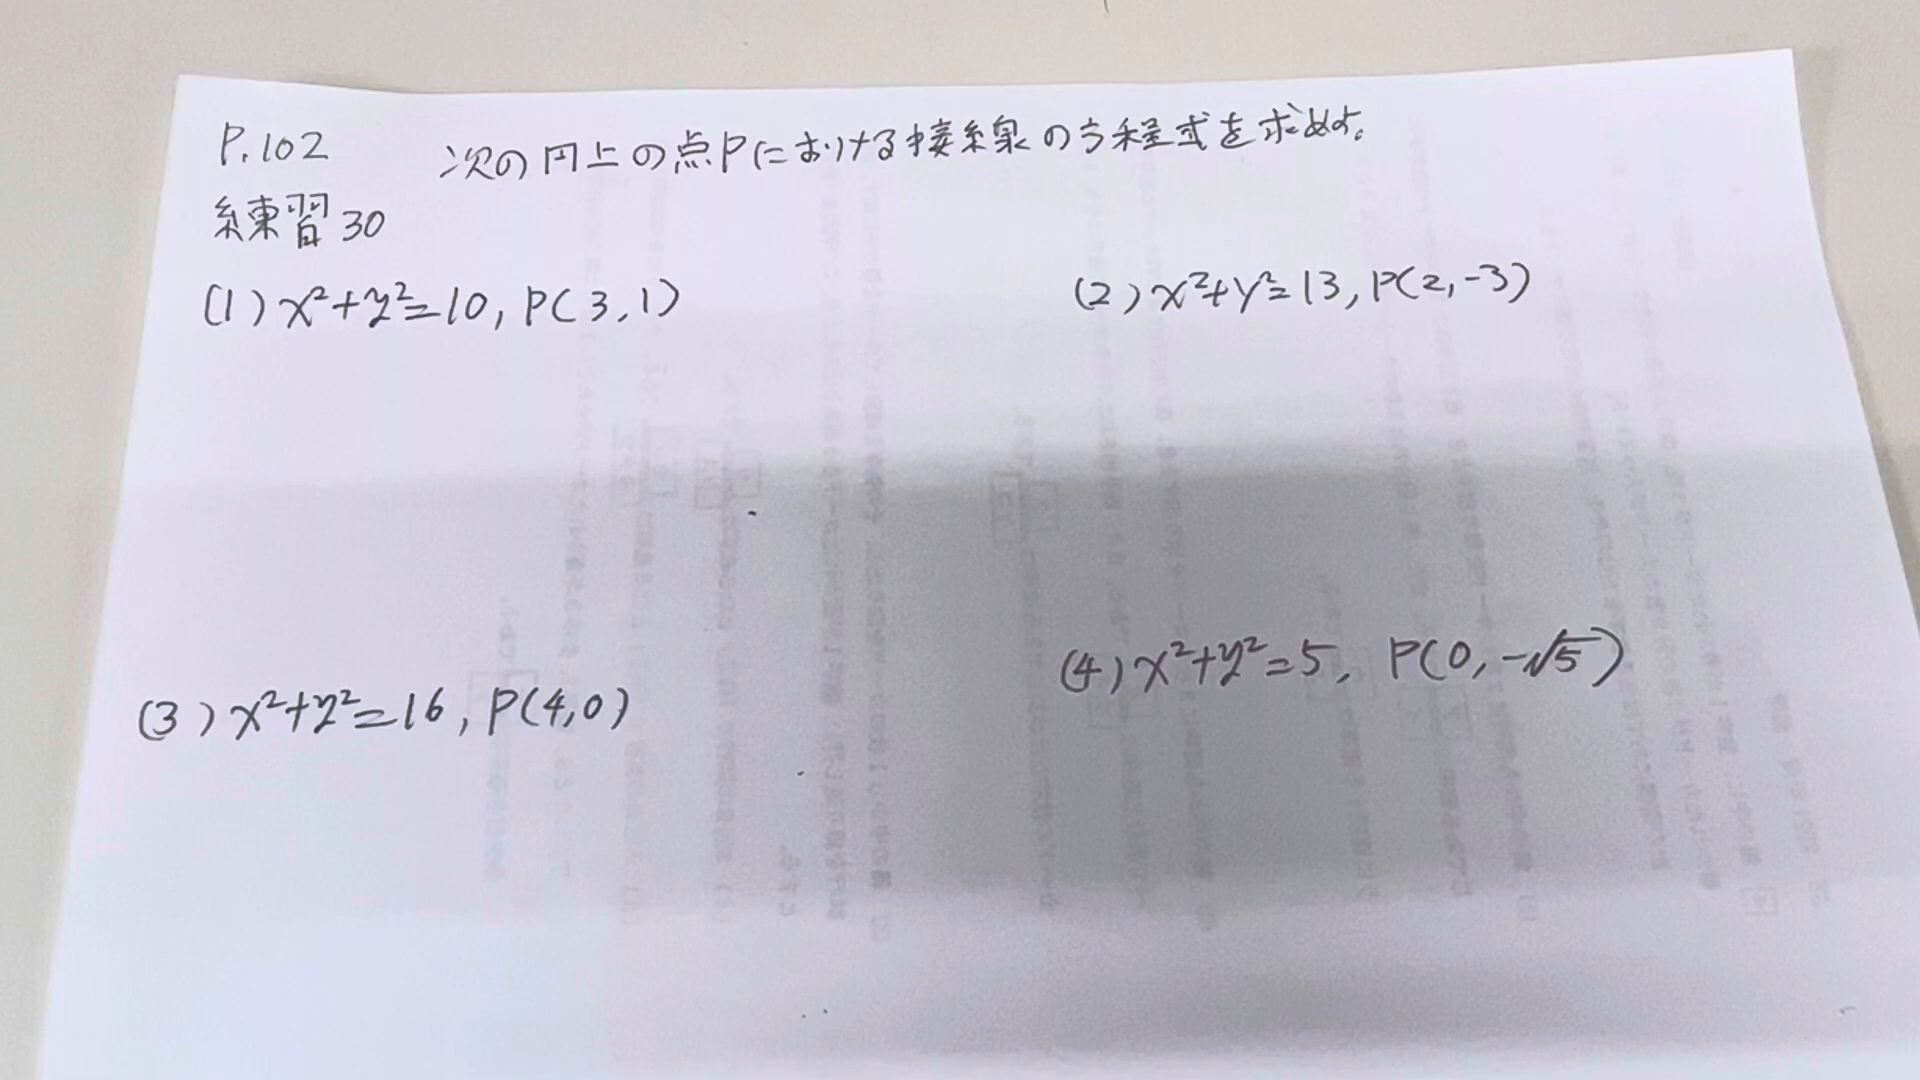 P.102
次の円上の点Pにおける接線の方程式を求めよ。
練習30
(1) x²+y²=10, P(3,1)
(2) x²+y²=13, P(2,-3)
(3) x²+y²=16, P(4,0)
(4) x²+y²=5, P(0,-√5)